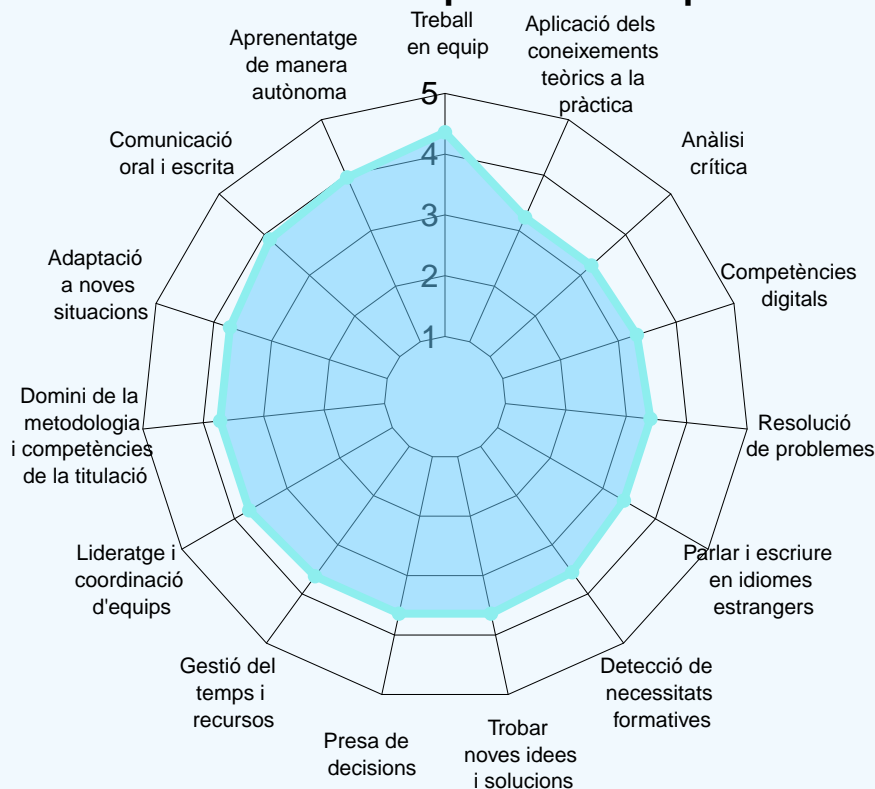 Treball
en equip
Aplicació dels
coneixements
teòrics a la
pràctica
Anàlisi
crítica
Competències
digitals
Resolució
de problemes
Parlar i escriure
en idiomes
estrangers
Detecció de
necessitats
formatives
Trobar
noves idees
i solucions
Presa de
decisions
Gestió del
temps i
recursos
Lideratge i
coordinació
d'equips
Domini de la
metodologia
i competències
de la titulació
Adaptació
a noves
situacions
Comunicació
oral i escrita
Aprenentatge
de manera
autònoma
5
4
3
2
1